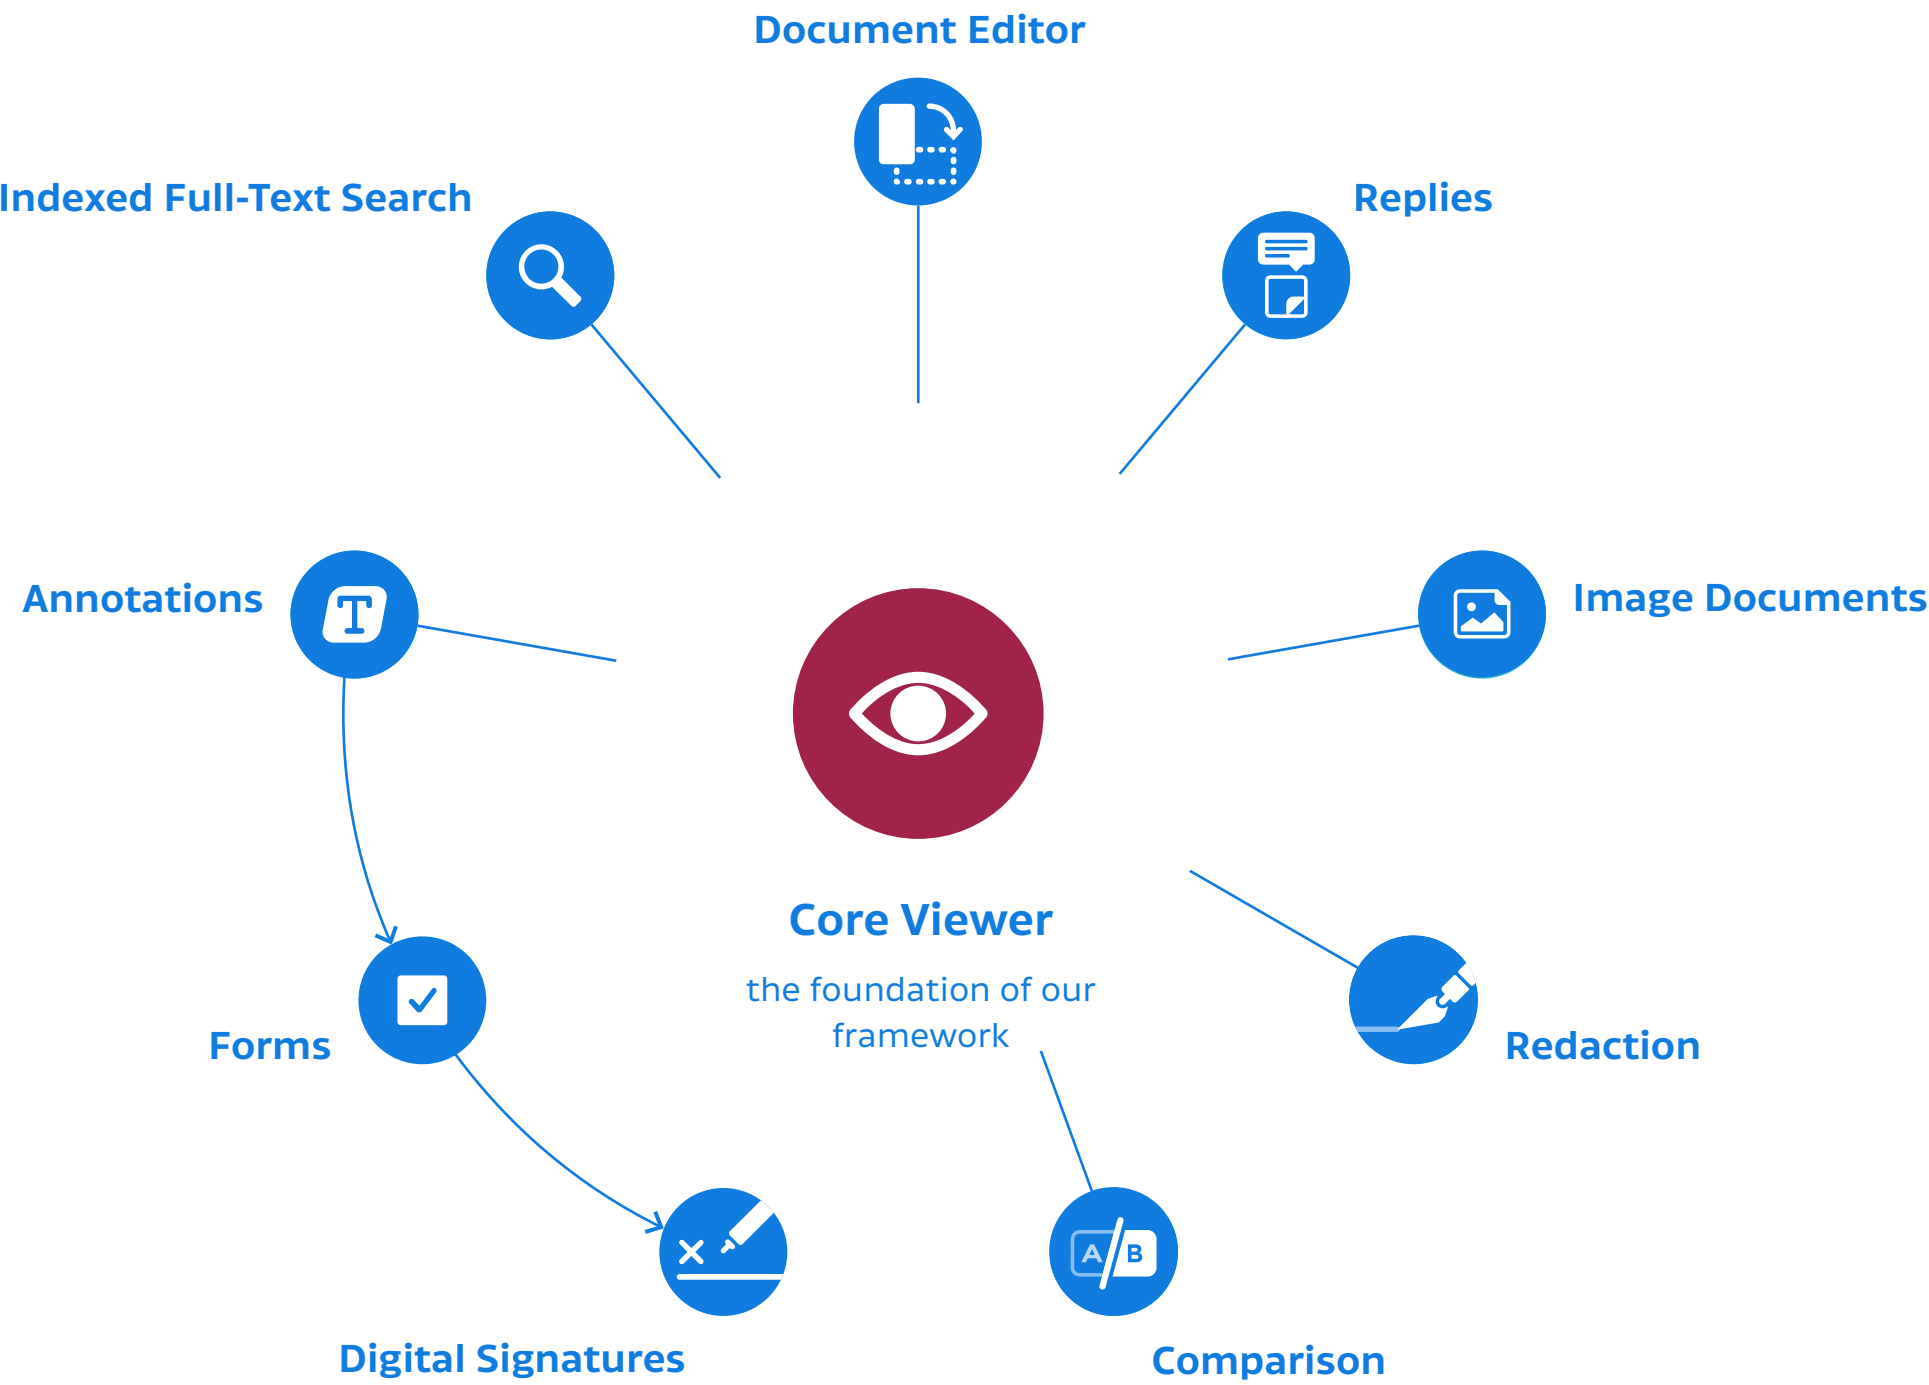 Document Editor
Indexed Full-Text Search
Replies
Annotations
Image Documents
Core Viewer
the foundation of our
framework
Forms
Redaction
A B
Digital Signatures
Comparison